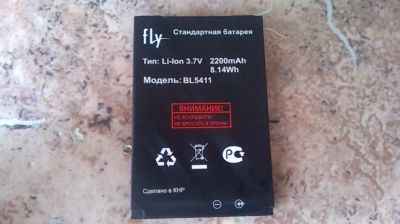 fly Стандартная батарея
Тип: Li-Ion 3.7V 2200mAh
8.14Wh
Модель: BL5411
ВНИМАНИЕ!
НЕ ВСКРЫВАТЬ!
НЕ БРОСАТЬ В ОГОНЬ!
Сделано в КНР